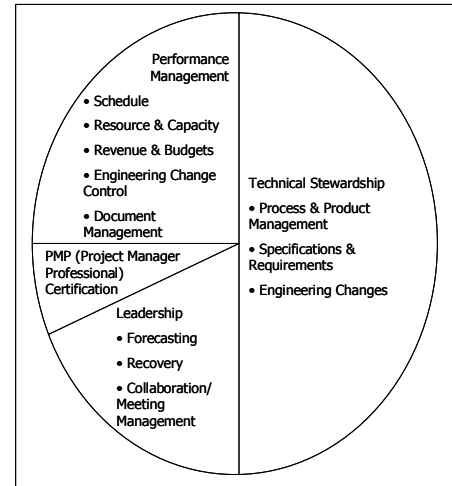 Performance
Management
• Schedule
• Resource & Capacity
• Revenue & Budgets
• Engineering Change
Control
• Document
Management
PMP (Project Manager
Professional)
Certification
Leadership
• Forecasting
• Recovery
• Collaboration/
Meeting
Management
Technical Stewardship
• Process & Product
Management
• Specifications &
Requirements
• Engineering Changes